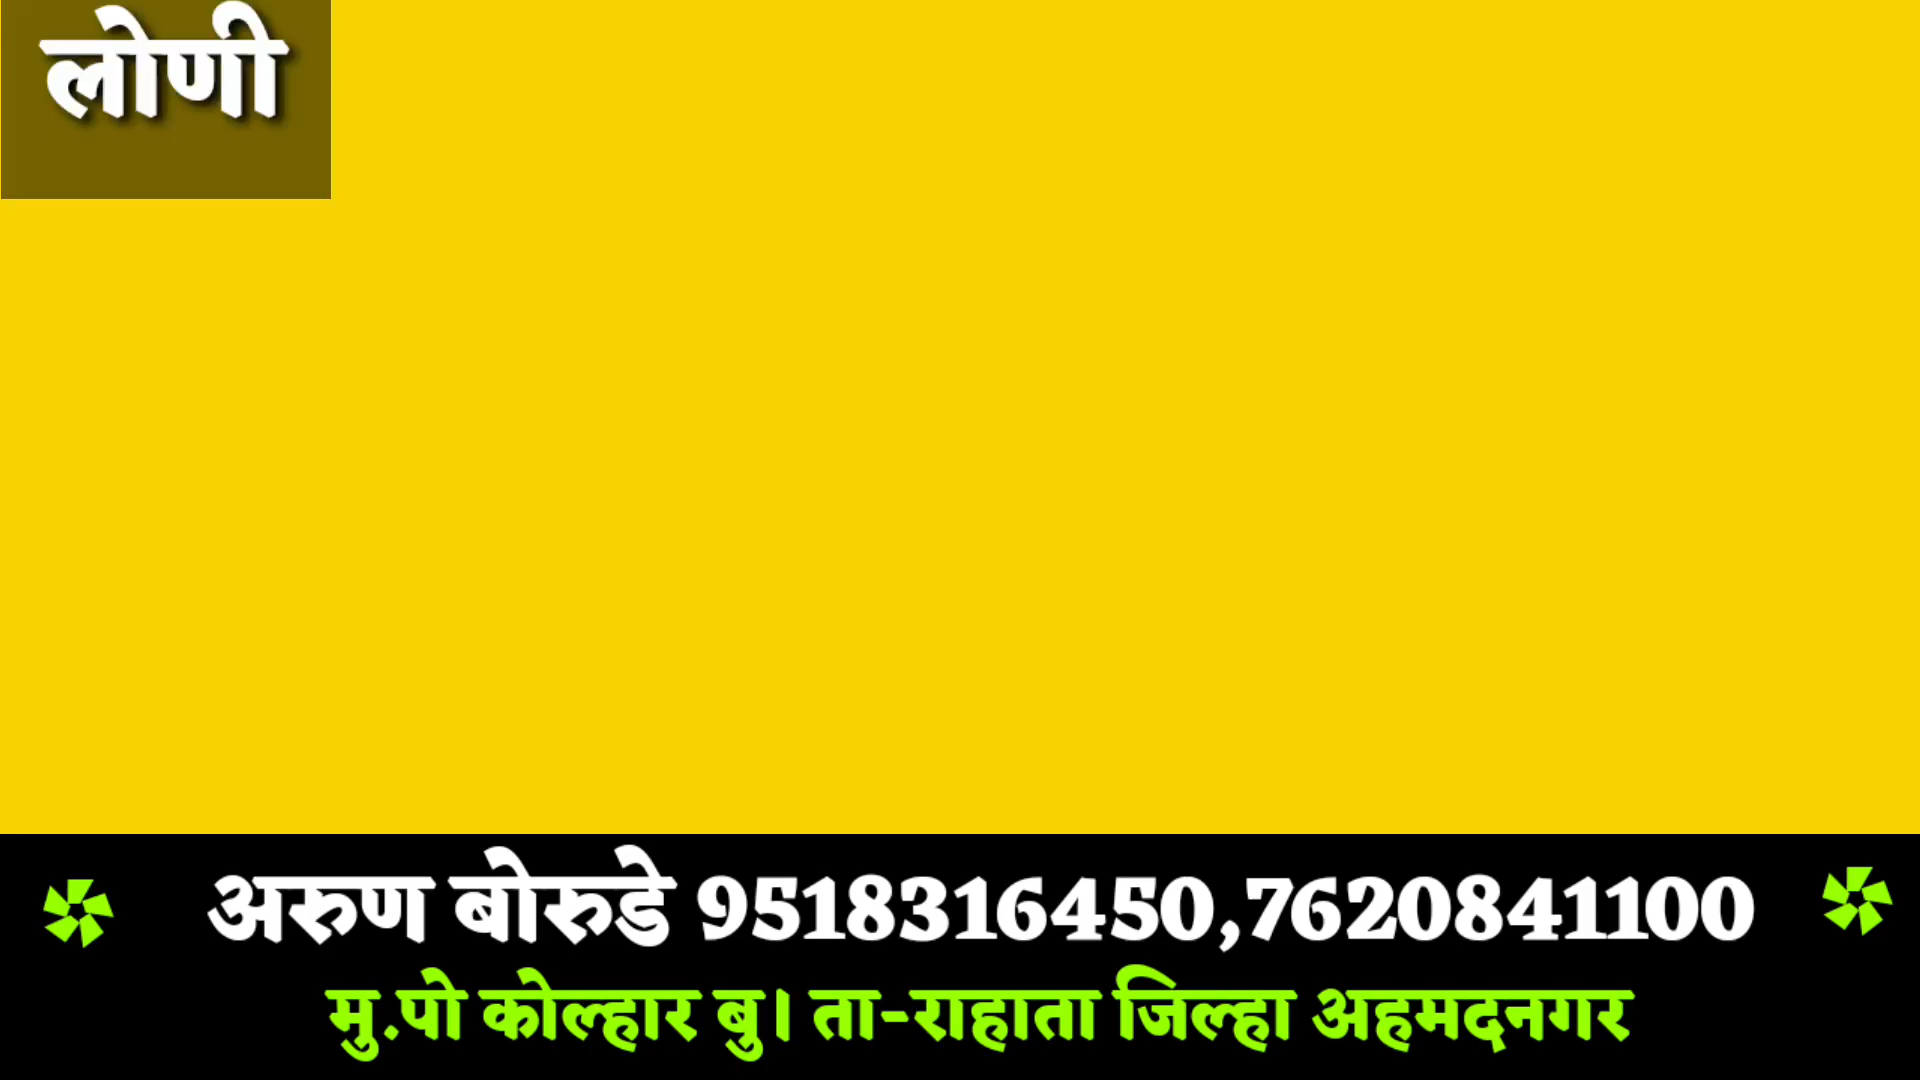 लोणी
अरुण बोरुडे 9518316450,7620841100
मु.पो कोल्हार बु। ता-राहाता जिल्हा अहमदनगर